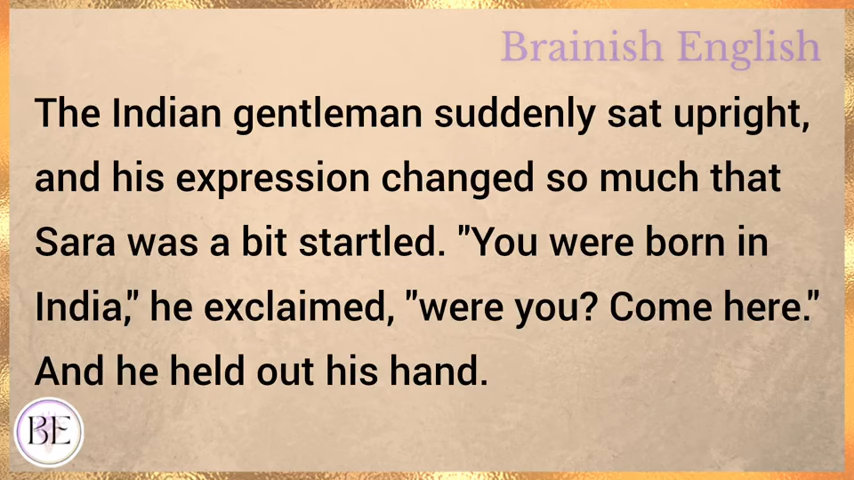 Brainish English
The Indian gentleman suddenly sat upright,
and his expression changed so much that
Sara was a bit startled. "You were born in
India," he exclaimed, "were you? Come here."
And he held out his hand.
BE